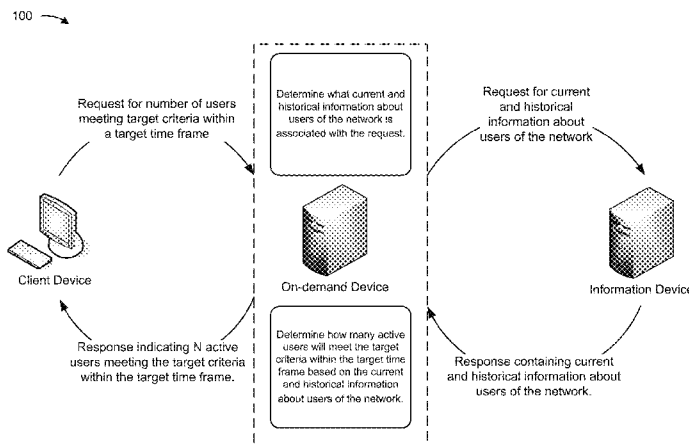 100
Request for number of users
meeting target criteria within
a target time frame
Determine what current and
historical information about
users of the network is
associated with the request.
Request for current
and historical
information about
users of the network
Client Device
On-demand Device
Information Device
Response indicating N active
users meeting the target criteria
within the target time frame.
Determine how many active
users will meet the target
criteria within the target time
frame based on the current
and historical information
about users of the network.
Response containing current
and historical information about
users of the network.